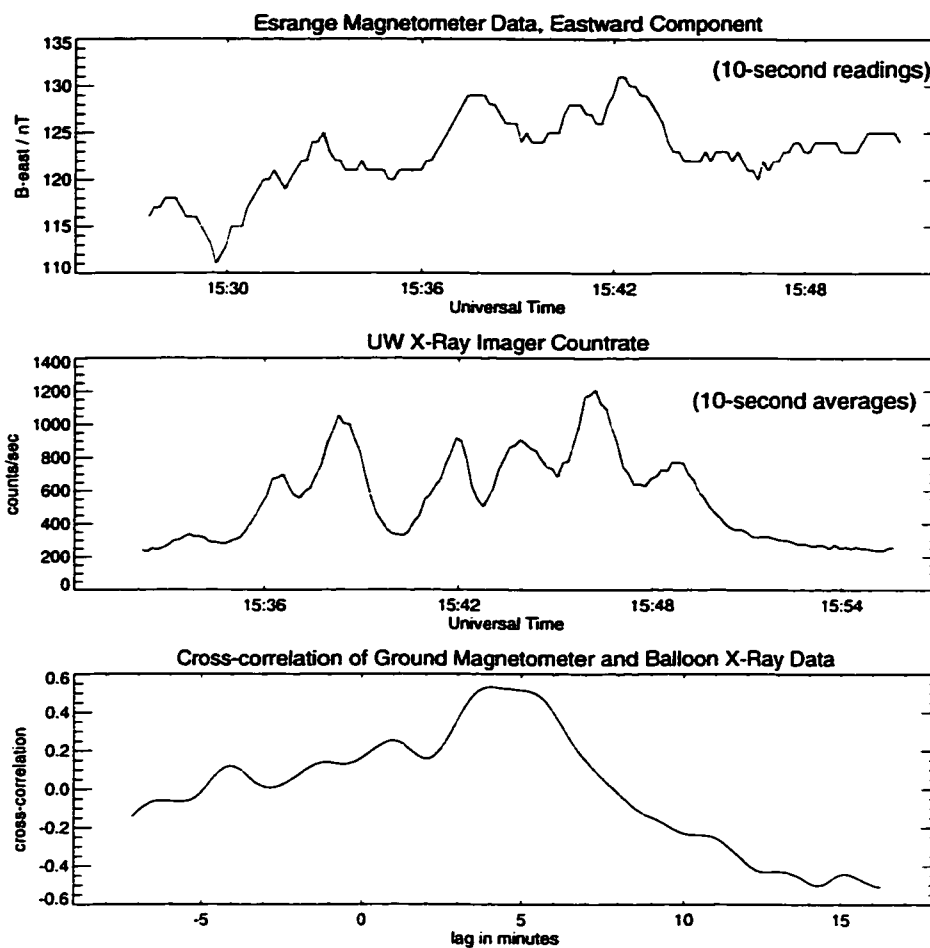 Esrange Magnetometer Data, Eastward Component
(10-second readings)
B-east / nT
135
130
125
120
115
110
15:30 15:36 15:42 15:48
Universal Time
UW X-Ray Imager Countrate
(10-second averages)
counts/sec
1400
1200
1000
800
600
400
200
0
15:36 15:42 15:48 15:54
Universal Time
Cross-correlation of Ground Magnetometer and Balloon X-Ray Data
cross-correlation
0.6
0.4
0.2
0.0
-0.2
-0.4
-0.6
-5 0 5 10 15
lag in minutes